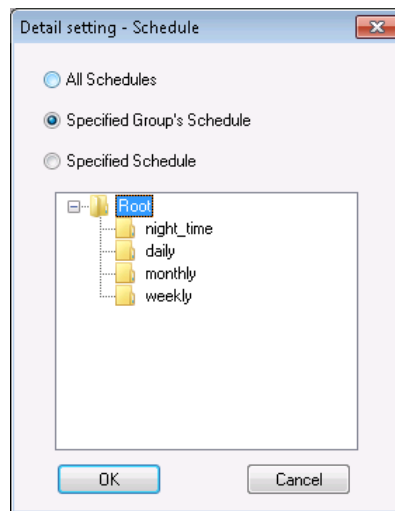 Detail setting - Schedule
All Schedules
Specified Group's Schedule
Specified Schedule
Root
night_time
daily
monthly
weekly
OK
Cancel